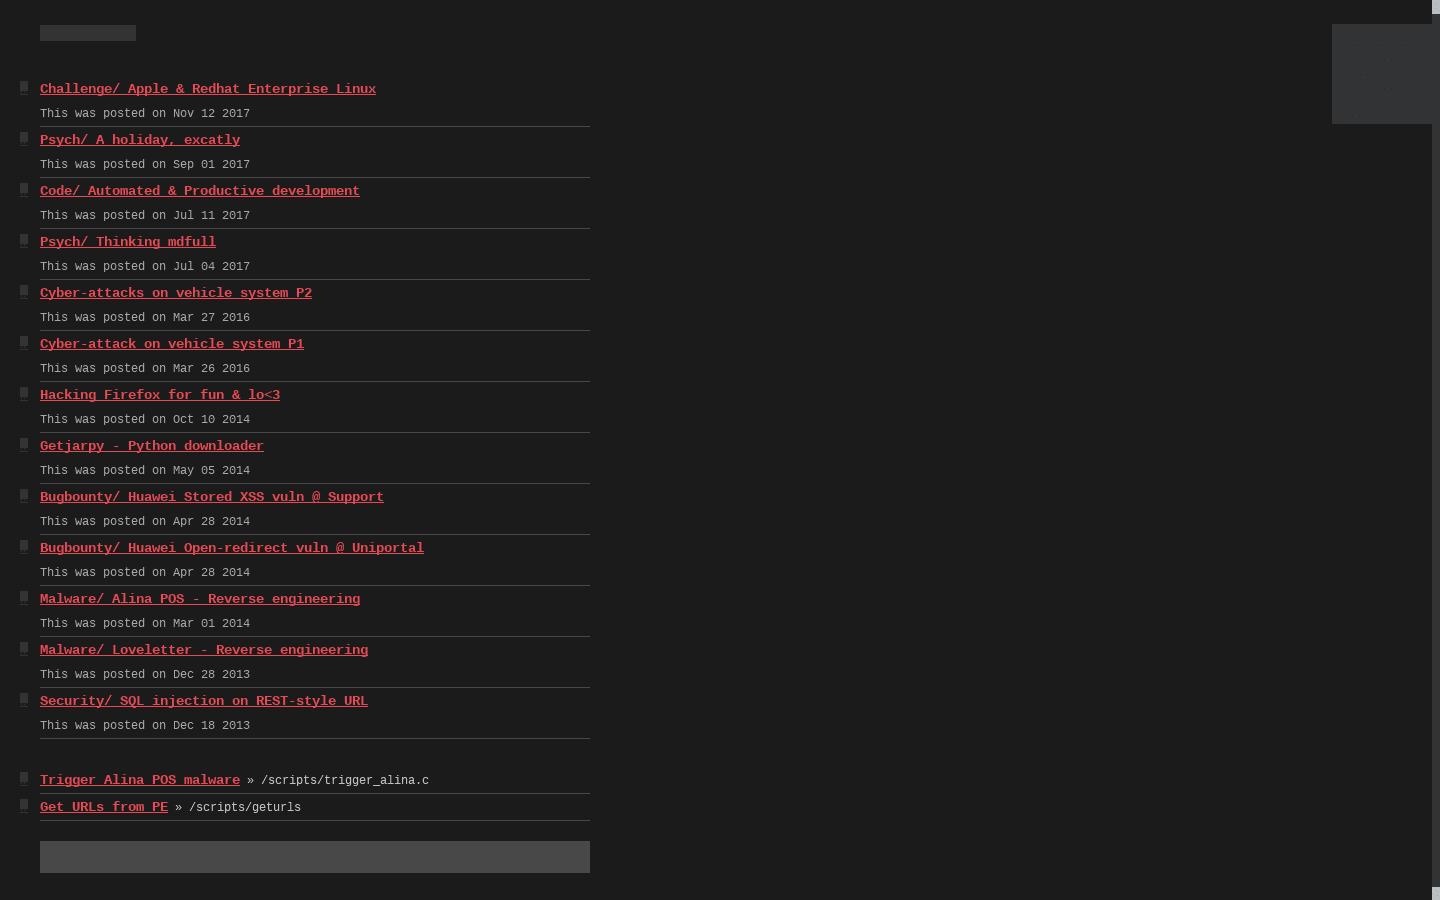 Challenge/ Apple & Redhat Enterprise Linux
This was posted on Nov 12 2017
Psych/ A holiday, excatly
This was posted on Sep 01 2017
Code/ Automated & Productive development
This was posted on Jul 11 2017
Psych/ Thinking mdfull
This was posted on Jul 04 2017
Cyber-attacks on vehicle system P2
This was posted on Mar 27 2016
Cyber-attack on vehicle system P1
This was posted on Mar 26 2016
Hacking Firefox for fun & lo<3
This was posted on Oct 10 2014
Getjarpy - Python downloader
This was posted on May 05 2014
Bugbounty/ Huawei Stored XSS vuln @ Support
This was posted on Apr 28 2014
Bugbounty/ Huawei Open-redirect vuln @ Uniportal
This was posted on Apr 28 2014
Malware/ Alina POS - Reverse engineering
This was posted on Mar 01 2014
Malware/ Loveletter - Reverse engineering
This was posted on Dec 28 2013
Security/ SQL injection on REST-style URL
This was posted on Dec 18 2013
Trigger Alina POS malware » /scripts/trigger_alina.c
Get URLs from PE » /scripts/geturls